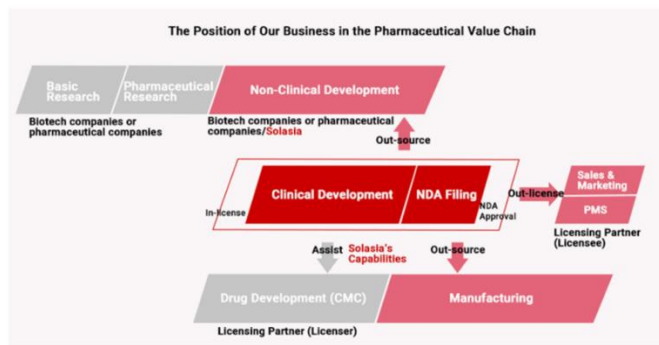 The Position of Our Business in the Pharmaceutical Value Chain
Basic
Research
Pharmaceutical
Research
Non-Clinical Development
Biotech companies or
pharmaceutical companies
Biotech companies or pharmaceutical
companies/Solasia
Out-source
In-license
Clinical Development
NDA Filing
NDA
Approval
Out-license
Sales &
Marketing
PMS
Licensing Partner
(Licensee)
Assist
Solasia's
Capabilities
Out-source
Drug Development (CMC)
Manufacturing
Licensing Partner (Licenser)